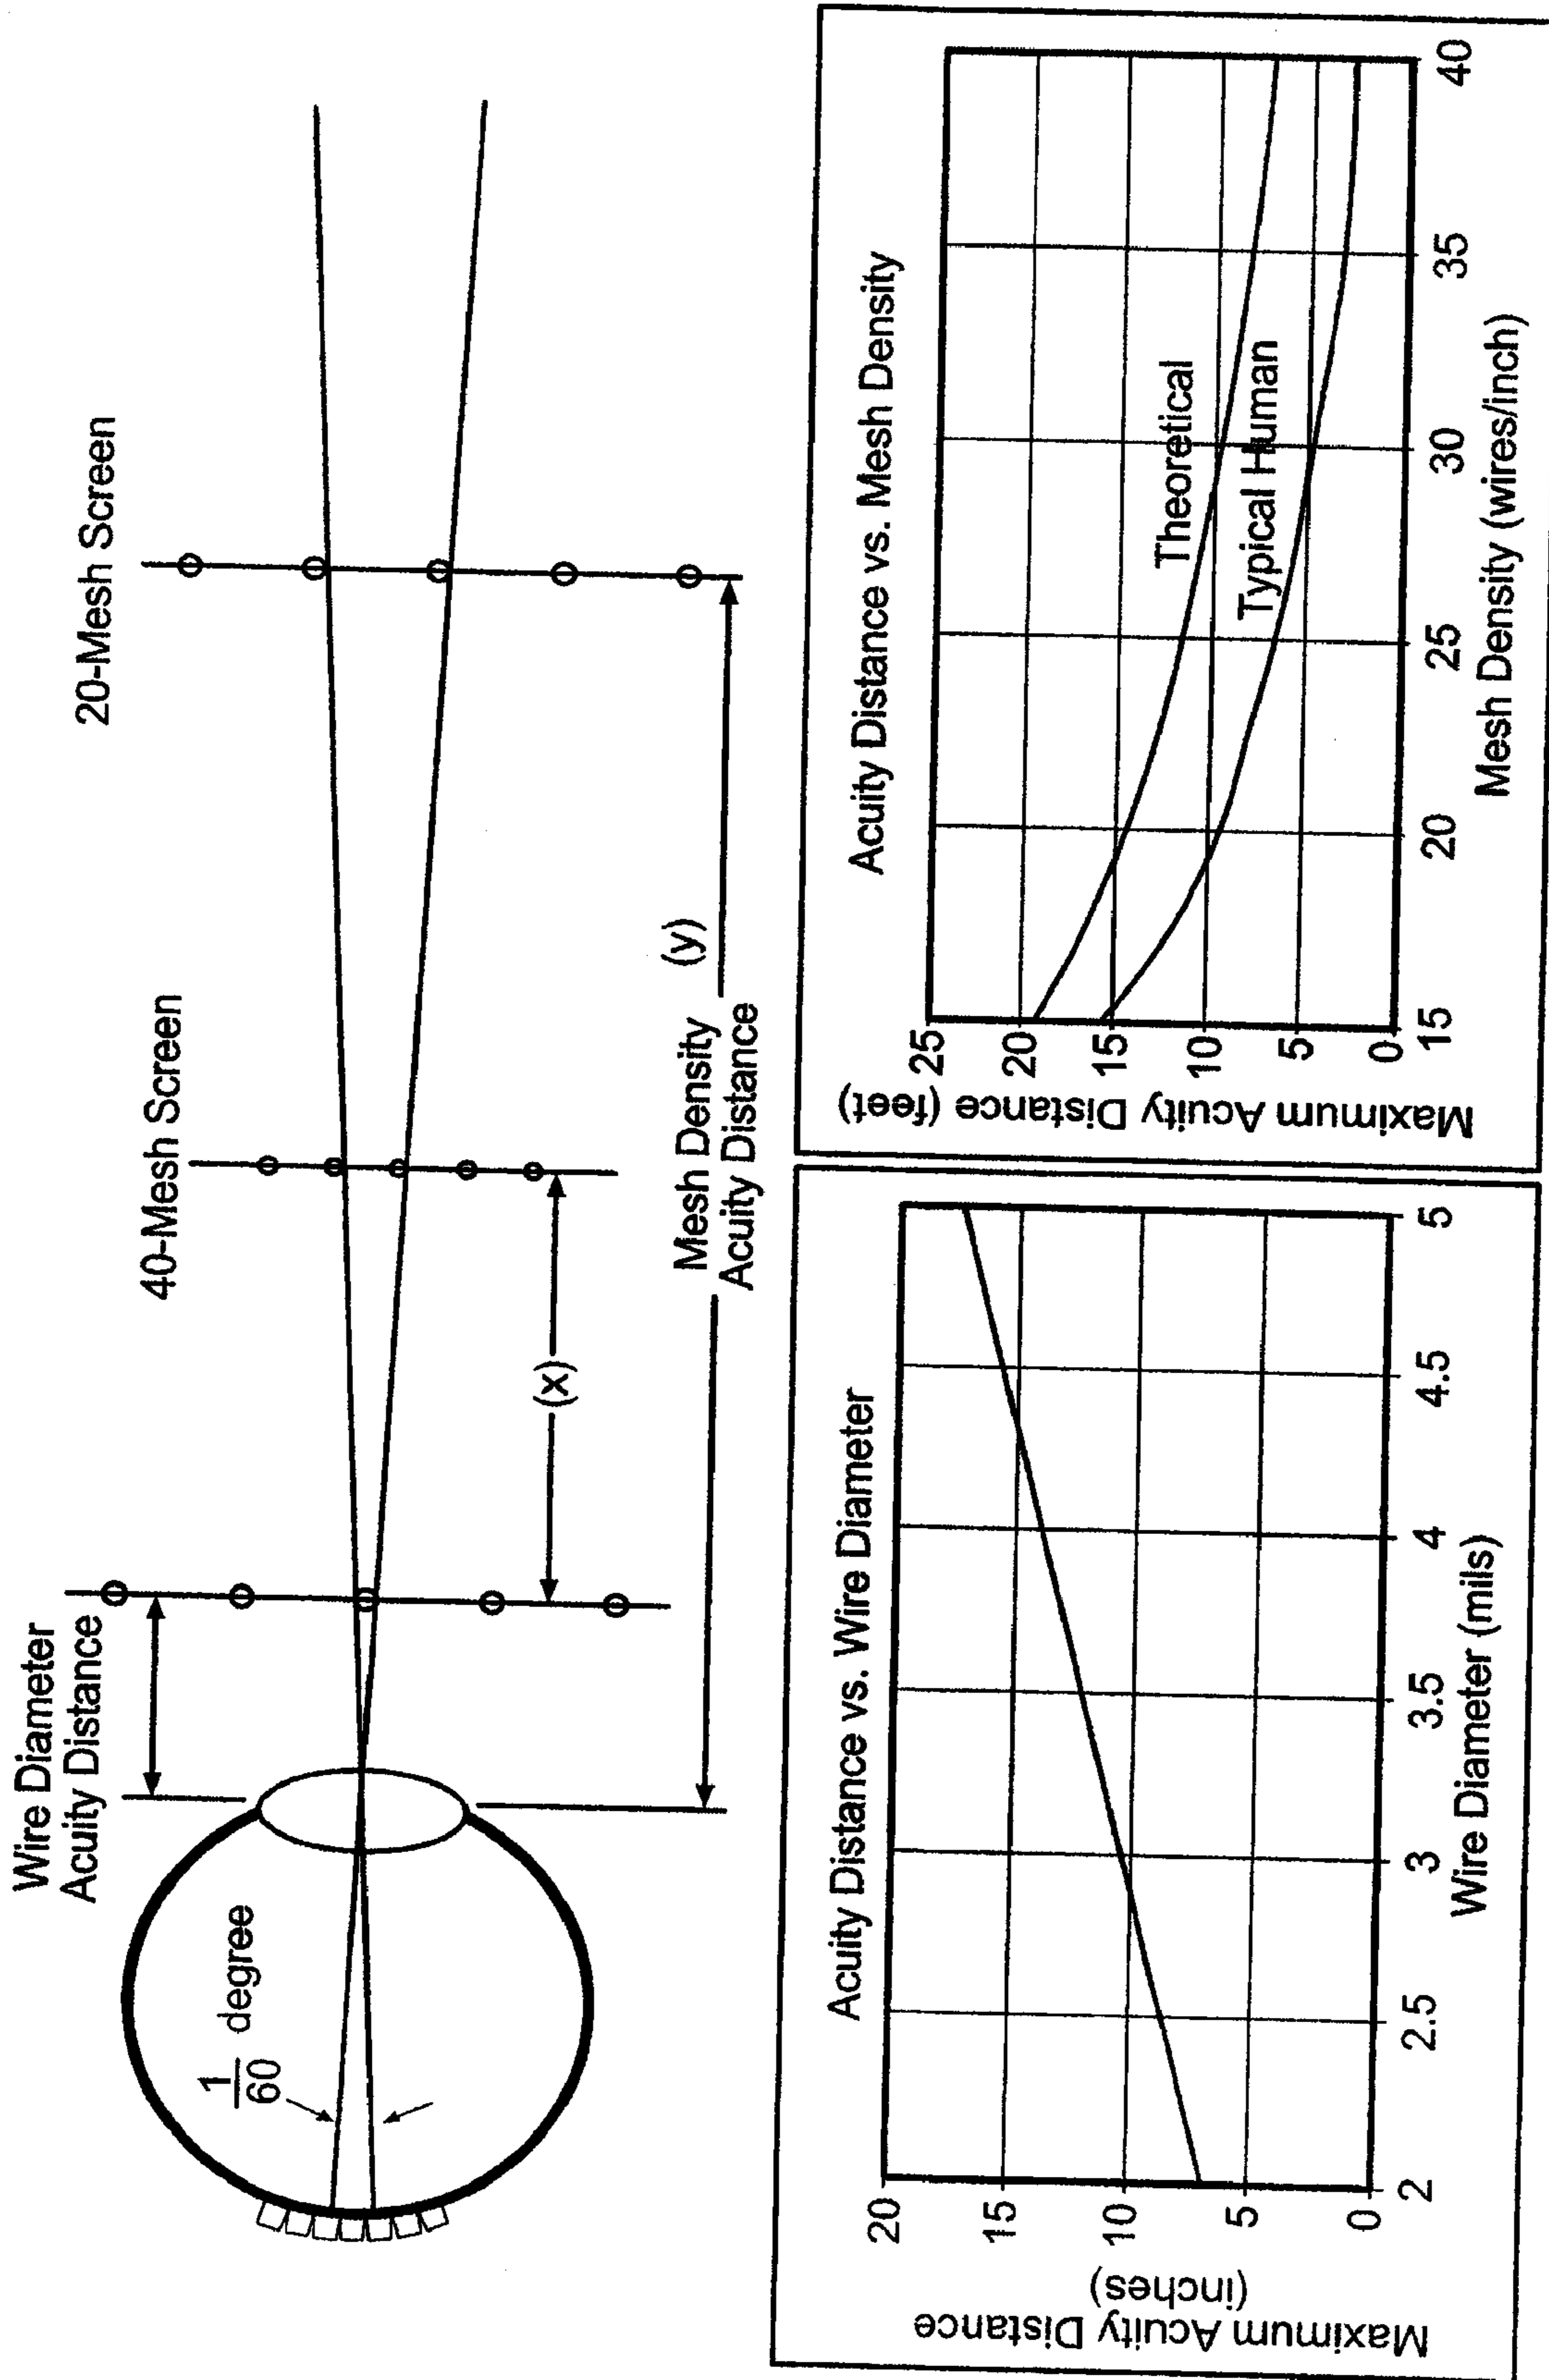 Wire Diameter
Acuity Distance
40-Mesh Screen
20-Mesh Screen
1
60
degree
(x)
Mesh Density (y)
Acuity Distance
Acuity Distance vs. Wire Diameter
Maximum Acuity Distance
(inches)
20
15
10
5
0
2
2.5
3
3.5
4
4.5
5
Wire Diameter (mils)
Acuity Distance vs. Mesh Density
Maximum Acuity Distance (feet)
25
20
15
10
5
0
Theoretical
Typical Human
15
20
25
30
35
40
Mesh Density (wires/inch)